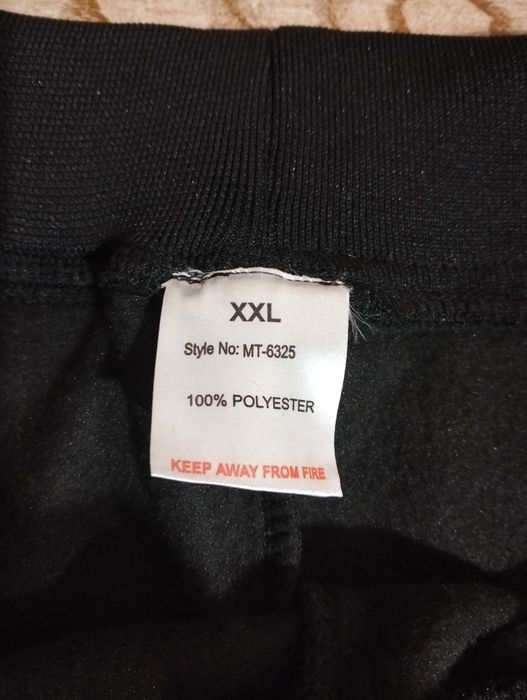 XXL
Style No: MT-6325
100% POLYESTER
KEEP AWAY FROM FIRE